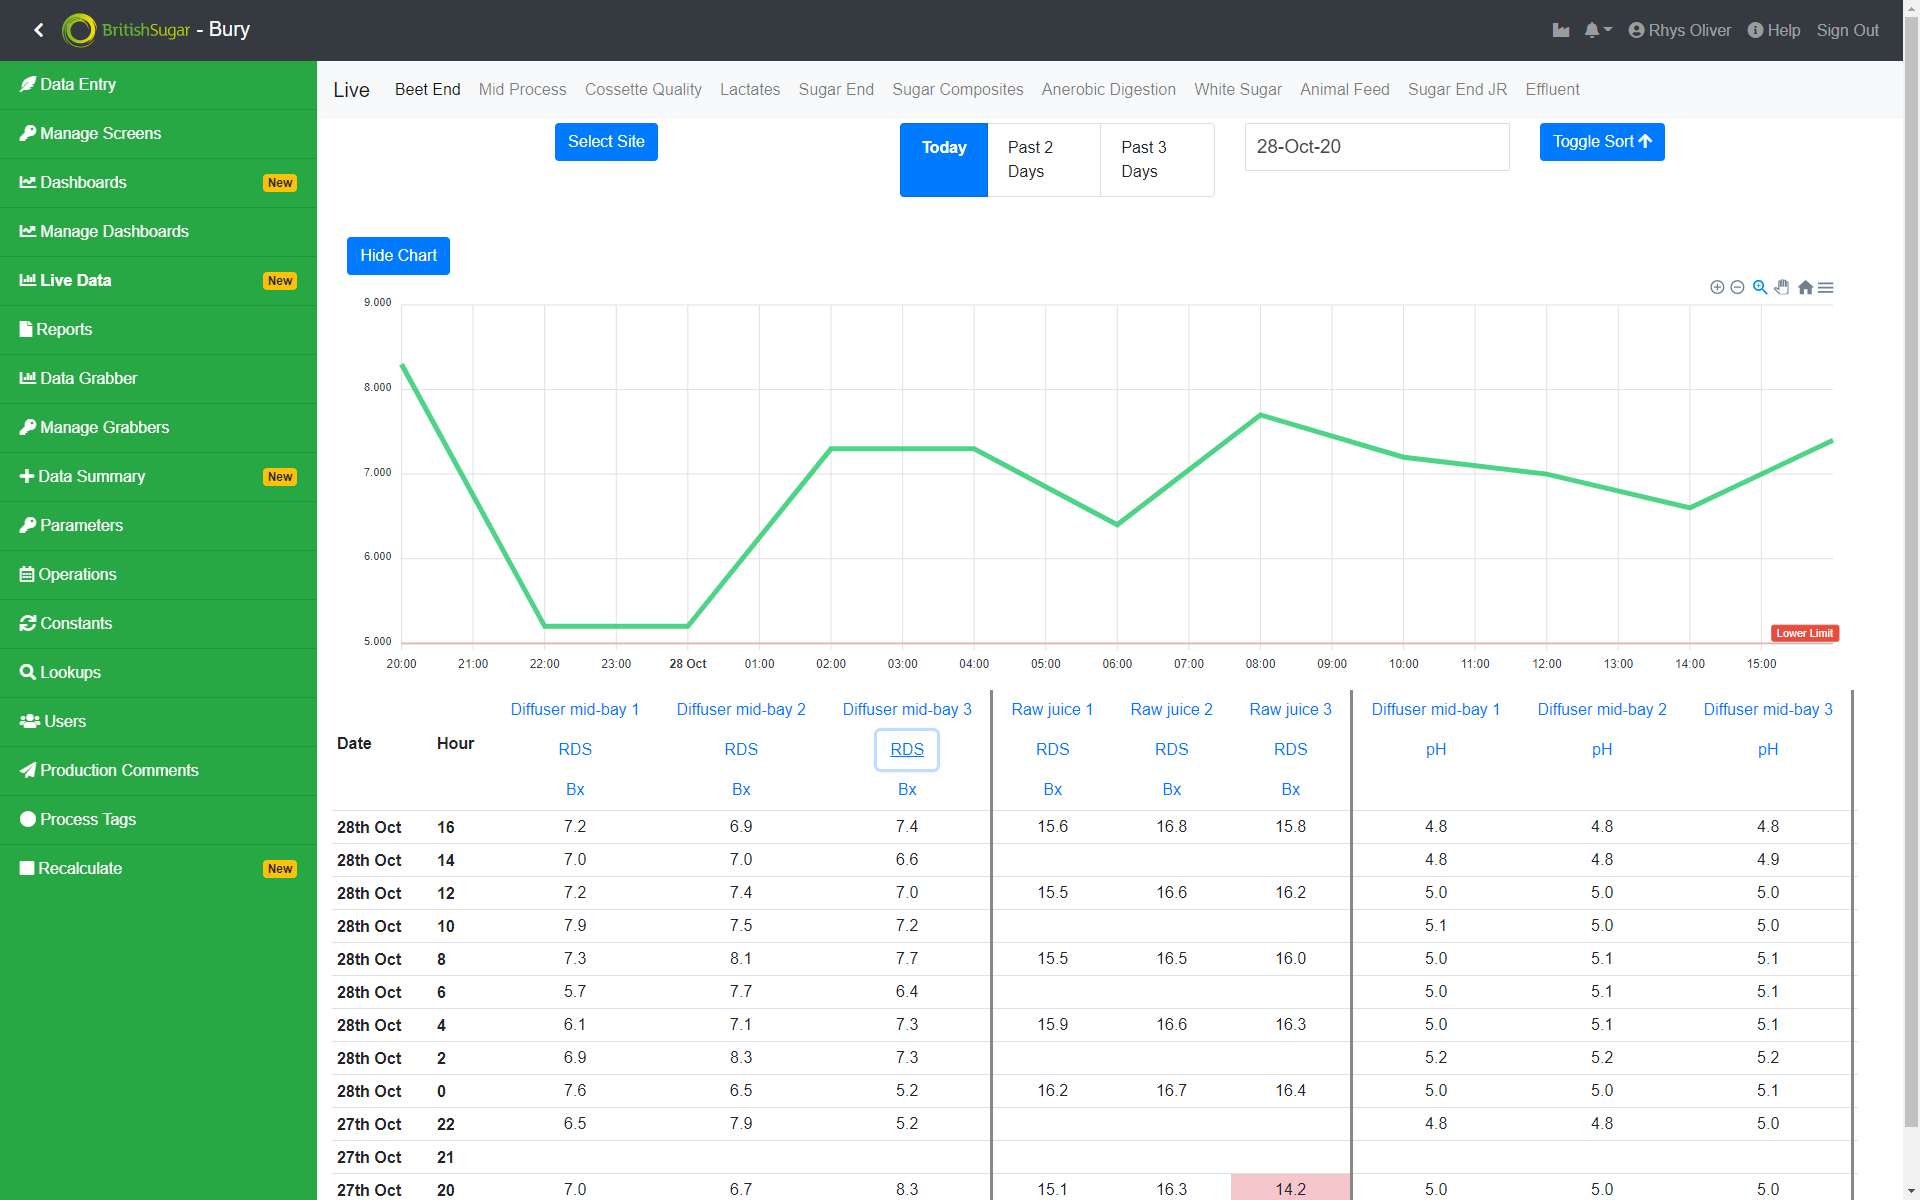 BritishSugar - Bury
Rhys Oliver Help Sign Out
Data Entry
Manage Screens
Dashboards New
Manage Dashboards
Live Data New
Reports
Data Grabber
Manage Grabbers
Data Summary New
Parameters
Operations
Constants
Lookups
Users
Production Comments
Process Tags
Recalculate New
Live Beet End Mid Process Cossette Quality Lactates Sugar End Sugar Composites Anerobic Digestion White Sugar Animal Feed Sugar End JR Effluent
Select Site
Today
Past 2
Days
Past 3
Days
28-Oct-20
Toggle Sort
Hide Chart
9.000
8.000
7.000
6.000
5.000
Lower Limit
20:00 21:00 22:00 23:00 28 Oct 01:00 02:00 03:00 04:00 05:00 06:00 07:00 08:00 09:00 10:00 11:00 12:00 13:00 14:00 15:00
Diffuser mid-bay 1 Diffuser mid-bay 2 Diffuser mid-bay 3 Raw juice 1 Raw juice 2 Raw juice 3 Diffuser mid-bay 1 Diffuser mid-bay 2 Diffuser mid-bay 3
Date Hour RDS RDS RDS RDS RDS RDS pH pH pH
Bx Bx Bx Bx Bx Bx
28th Oct 16 7.2 6.9 7.4 15.6 16.8 15.8 4.8 4.8 4.8
28th Oct 14 7.0 7.0 6.6 4.8 4.8 4.9
28th Oct 12 7.2 7.4 7.0 15.5 16.6 16.2 5.0 5.0 5.0
28th Oct 10 7.9 7.5 7.2 5.1 5.0 5.0
28th Oct 8 7.3 8.1 7.7 15.5 16.5 16.0 5.0 5.1 5.1
28th Oct 6 5.7 7.7 6.4 5.0 5.1 5.1
28th Oct 4 6.1 7.1 7.3 15.9 16.6 16.3 5.0 5.1 5.1
28th Oct 2 6.9 8.3 7.3 5.2 5.2 5.2
28th Oct 0 7.6 6.5 5.2 16.2 16.7 16.4 5.0 5.0 5.1
27th Oct 22 6.5 7.9 5.2 4.8 4.8 5.0
27th Oct 21
27th Oct 20 7.0 6.7 8.3 15.1 16.3 14.2 5.0 5.0 5.0